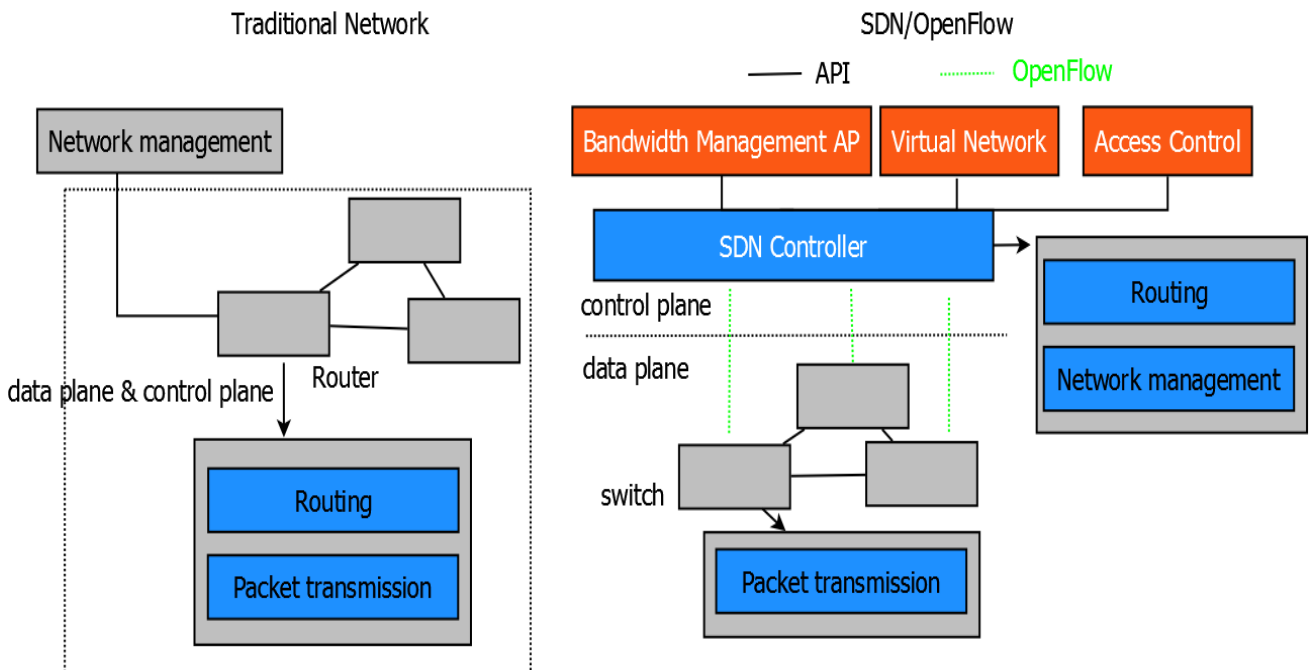 Traditional Network
SDN/OpenFlow
API
OpenFlow
Network management
Bandwidth Management AP
Virtual Network
Access Control
SDN Controller
Routing
Network management
control plane
data plane
Router
data plane & control plane
Routing
Packet transmission
switch
Packet transmission